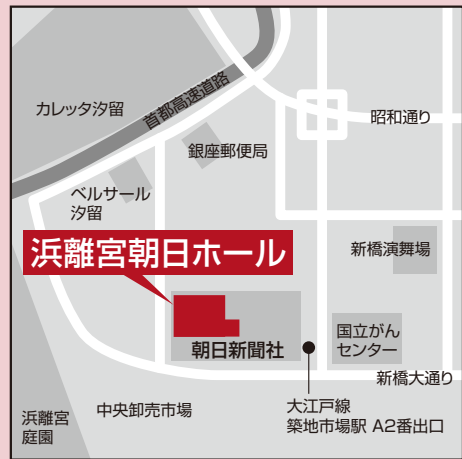 カレッタ汐留
首都高速道路
昭和通り
銀座郵便局
ベルサール
汐留
浜離宮朝日ホール
新橋演舞場
朝日新聞社
国立がん
センター
新橋大通り
中央卸売市場
大江戸線
築地市場駅 A2番出口
浜離宮
庭園